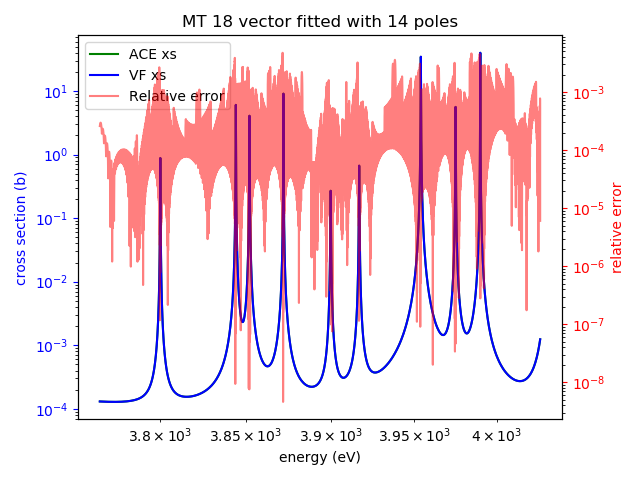 MT 18 vector fitted with 14 poles
ACE xs
VF xs
Relative error
cross section (b)
10¹
10⁰
10⁻¹
10⁻²
10⁻³
10⁻⁴
10⁻³
10⁻⁴
10⁻⁵
10⁻⁶
10⁻⁷
10⁻⁸
relative error
3.8 × 10³ 3.85 × 10³ 3.9 × 10³ 3.95 × 10³ 4 × 10³
energy (eV)